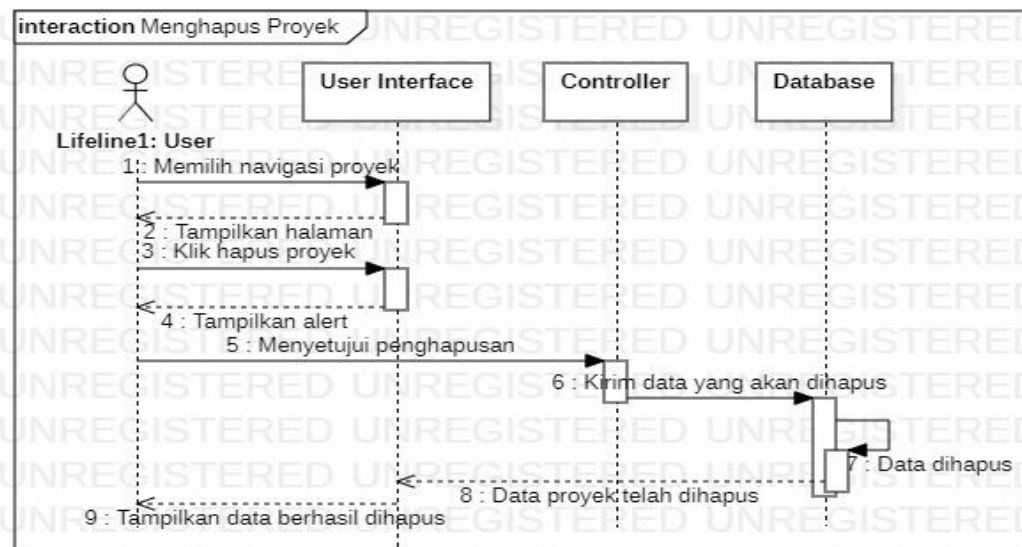 interaction Menghapus Proyek
User Interface
Controller
Database
Lifeline1: User
1 : Memilih navigasi proyek
2 : Tampilkan halaman
3 : Klik hapus proyek
4 : Tampilkan alert
5 : Menyetujui penghapusan
6 : Kirim data yang akan dihapus
7 : Data dihapus
8 : Data proyek telah dihapus
9 : Tampilkan data berhasil dihapus
UNREGISTERED